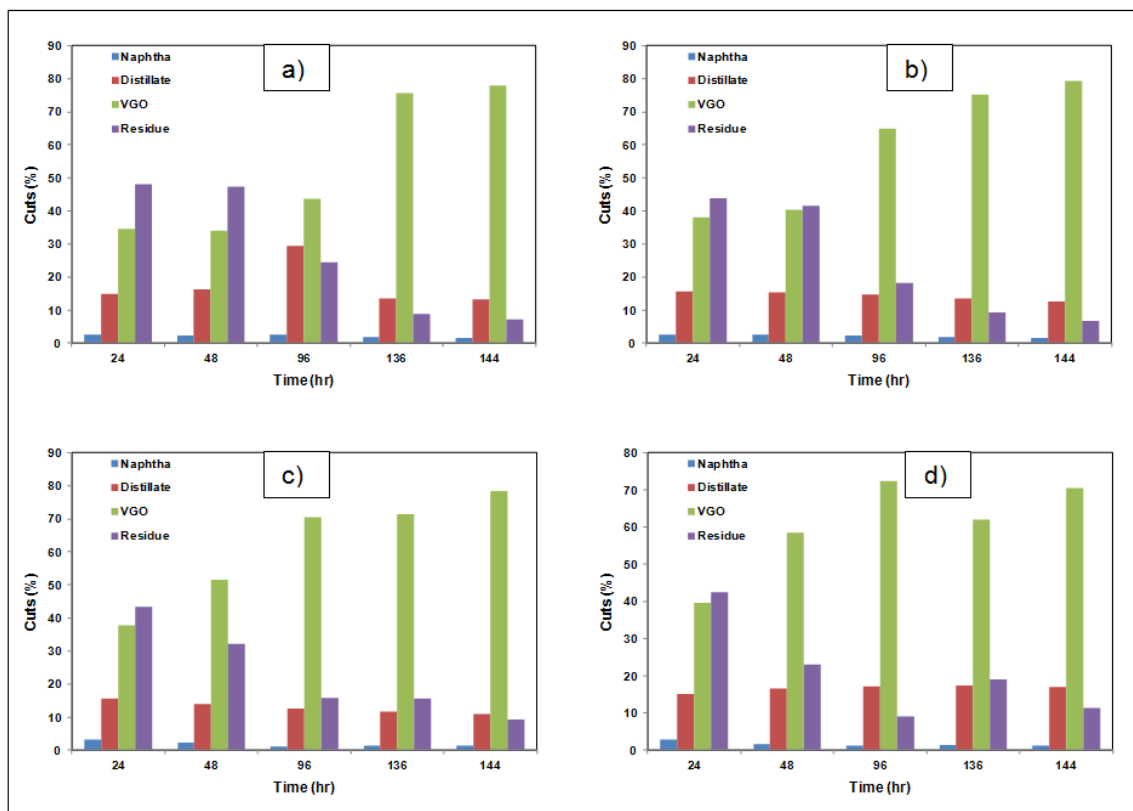 a)
Naphtha
Distillate
VGO
Residue
90
80
70
60
50
40
30
20
10
0
Cuts (%)
24 48 96 136 144
Time (hr)
b)
Naphtha
Distillate
VGO
Residue
90
80
70
60
50
40
30
20
10
0
Cuts (%)
24 48 96 136 144
Time (hr)
c)
Naphtha
Distillate
VGO
Residue
90
80
70
60
50
40
30
20
10
0
Cuts (%)
24 48 96 136 144
Time (hr)
d)
Naphtha
Distillate
VGO
Residue
80
70
60
50
40
30
20
10
0
Cuts (%)
24 48 96 136 144
Time (hr)